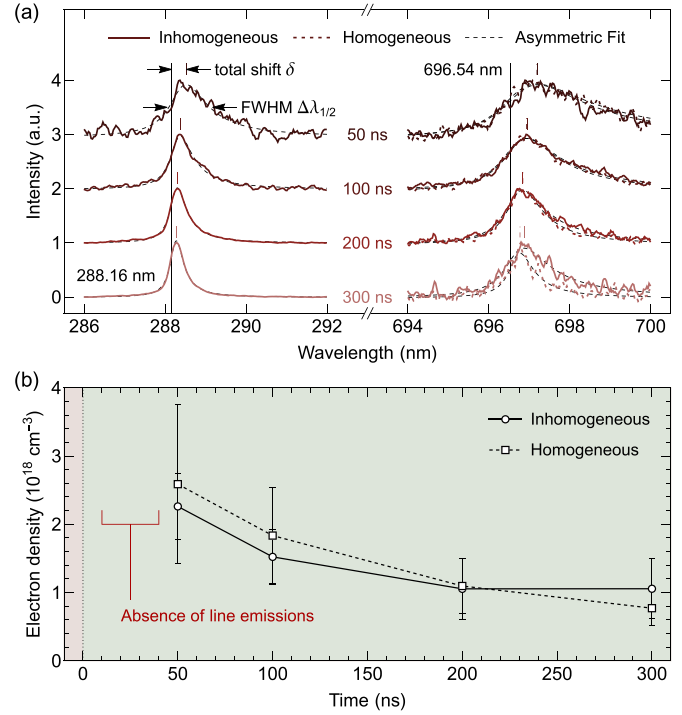 (a)
Inhomogeneous Homogeneous Asymmetric Fit
total shift δ
696.54 nm
FWHM Δλ1/2
50 ns
100 ns
200 ns
288.16 nm
300 ns
Intensity (a.u.)
4
3
2
1
0
286 288 290 292 694 696 698 700
Wavelength (nm)
(b)
Electron density (10¹⁸ cm⁻³)
4
3
2
1
0
Inhomogeneous
Homogeneous
Absence of line emissions
0 50 100 150 200 250 300
Time (ns)